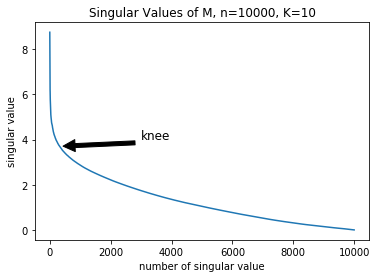 Singular Values of M, n=10000, K=10
singular value
8
6
4
2
0
knee
0 2000 4000 6000 8000 10000
number of singular value